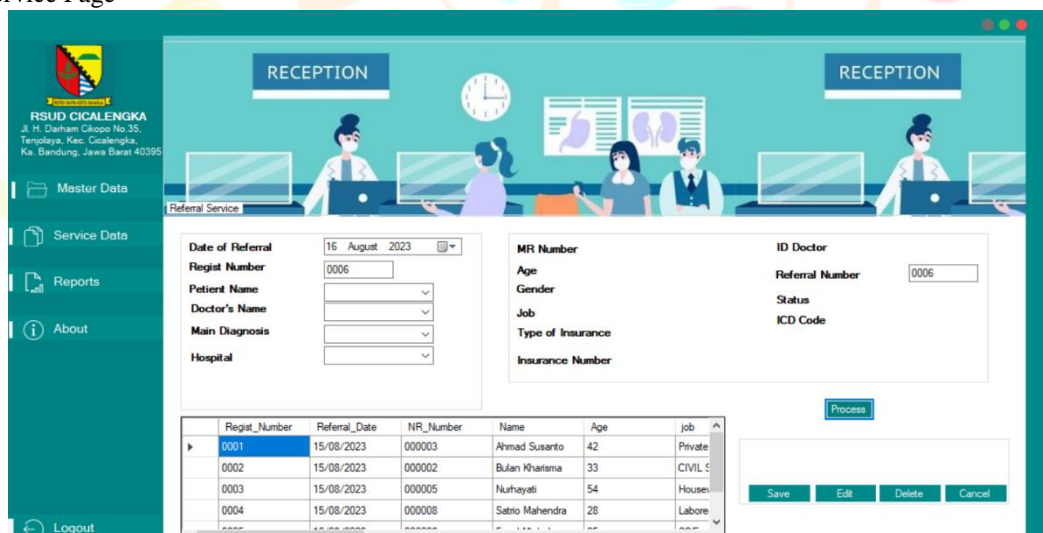 rvice Page
RECEPTION
RECEPTION
RSUD CICALENGKA
Jl. H. Darham Cikopo No.35,
Tenjolaya, Kec. Cicalengka,
Ka. Bandung, Jawa Barat 40395
Master Data
Service Data
Reports
About
Logout
Referral Service
Date of Referral 16 August 2023
Regist Number 0006
Petient Name
Doctor's Name
Main Diagnosis
Hospital
MR Number
Age
Gender
Job
Type of Insurance
Insurance Number
ID Doctor
Referral Number 0006
Status
ICD Code
Process
Regist_Number Referral_Date NR_Number Name Age job
0001 15/08/2023 000003 Ahmad Susanto 42 Private
0002 15/08/2023 000002 Bulan Kharisma 33 CIVIL S
0003 15/08/2023 000005 Nurhayati 54 Housew
0004 15/08/2023 000008 Satrio Mahendra 28 Labore
Save Edit Delete Cancel